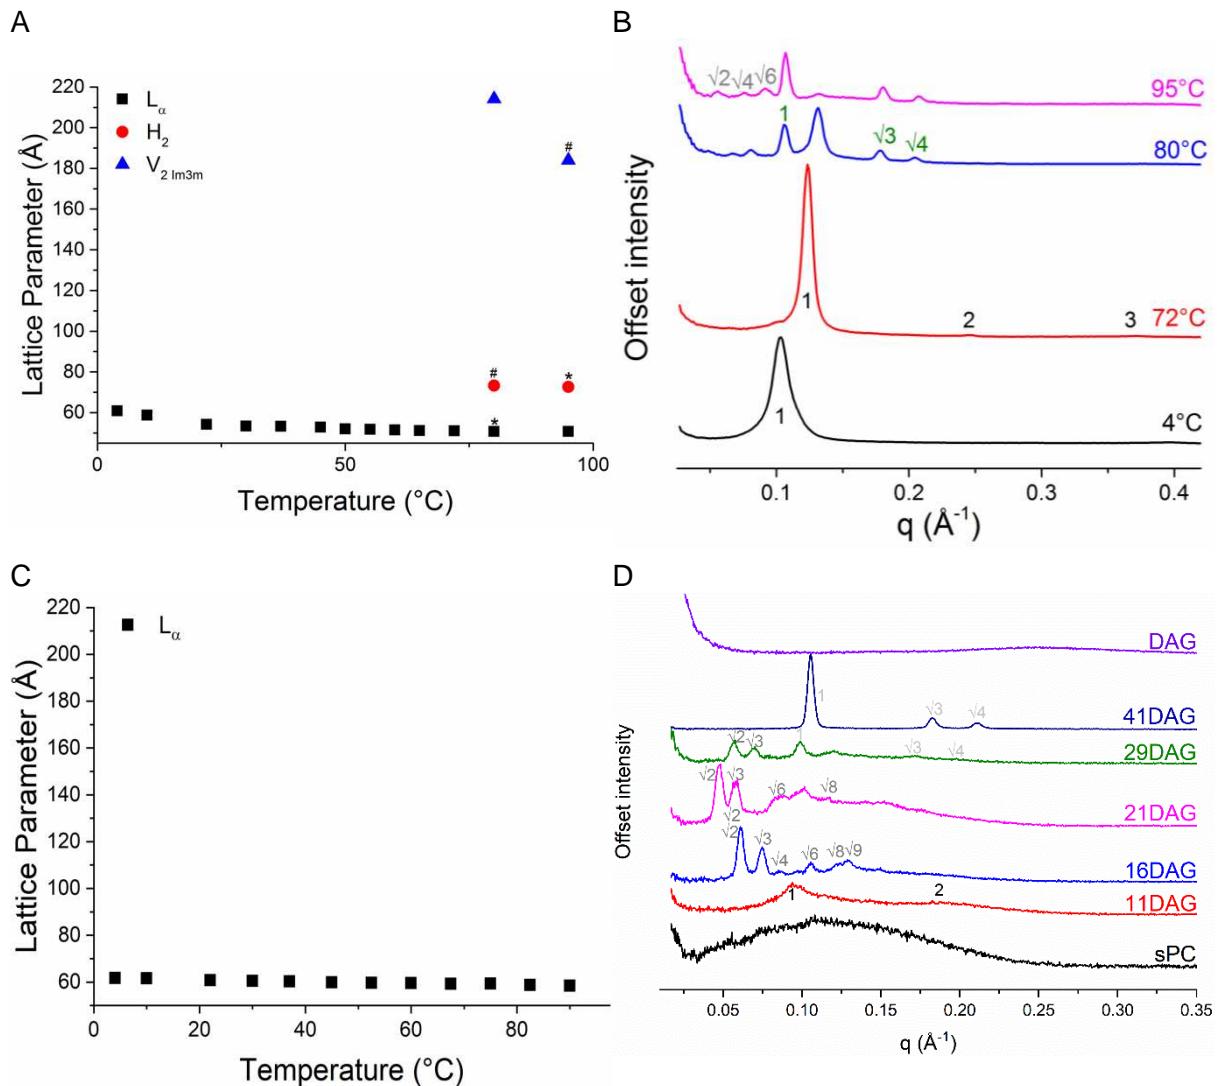 A
220
200
180
160
140
120
100
80
60
Lattice Parameter (Å)
Lα
H2
V2 Im3m
#
#
*
*
0
50
100
Temperature (°C)
B
Offset intensity
√2
√4
√6
95°C
1
√3
√4
80°C
1
2
3
72°C
1
4°C
0.1
0.2
0.3
0.4
q (Å-1)
C
220
200
180
160
140
120
100
80
60
Lattice Parameter (Å)
Lα
0
20
40
60
80
Temperature (°C)
D
Offset intensity
DAG
1
√3
√4
41DAG
√2
√3
1
√3
√4
29DAG
√2
√3
√6
√8
21DAG
√2
√2
√3
√4
√6
√8
√9
16DAG
1
2
11DAG
sPC
0.05
0.10
0.15
0.20
0.25
0.30
0.35
q (Å-1)